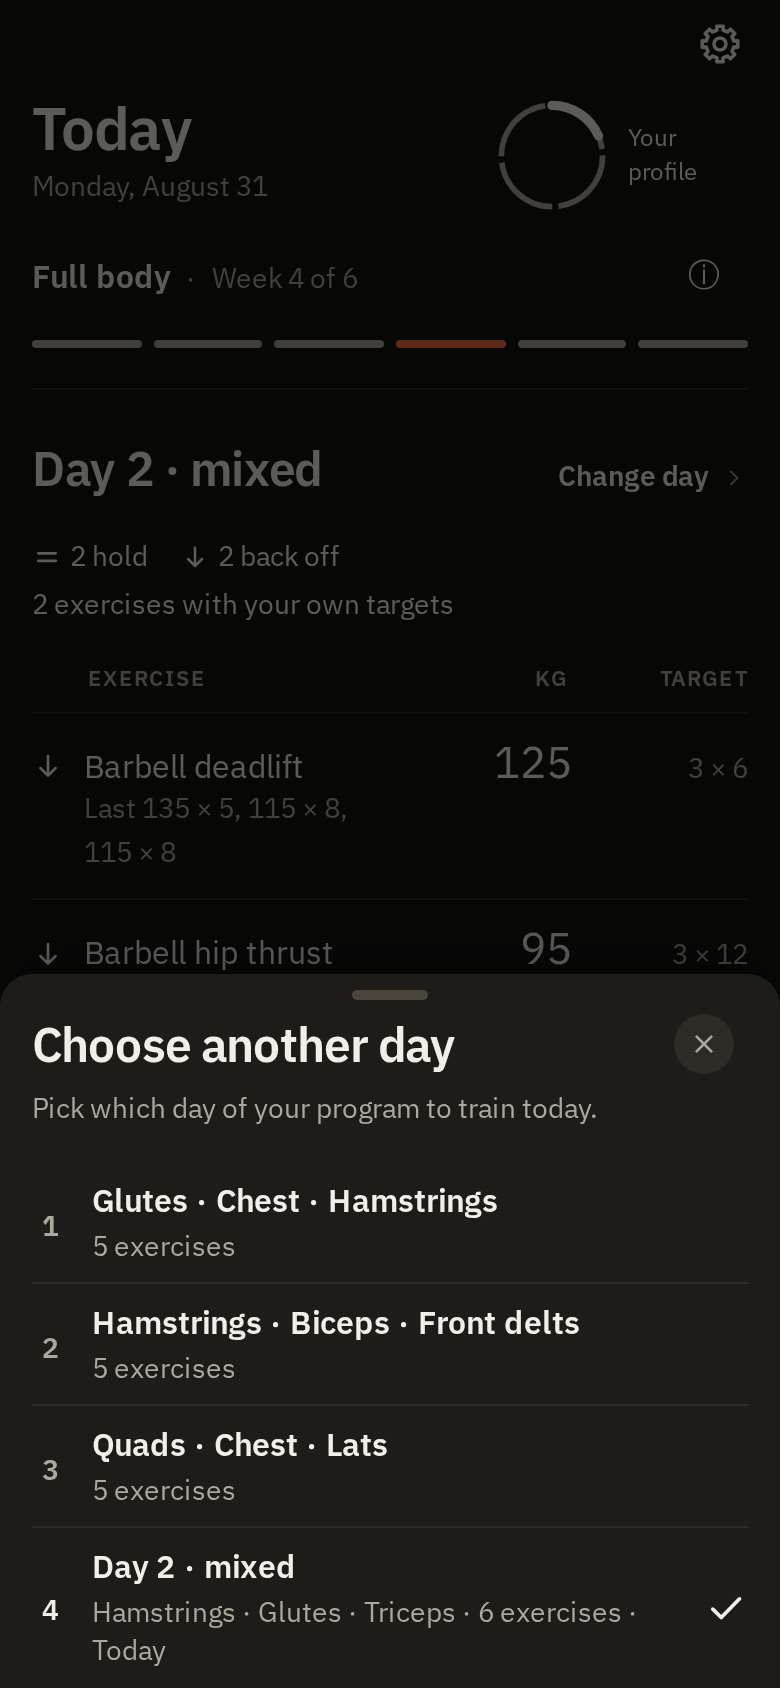 Today
Monday, August 31
Your
profile
Full body · Week 4 of 6
Day 2 · mixed
Change day
2 hold
2 back off
2 exercises with your own targets
EXERCISE KG TARGET
Barbell deadlift 125 3 × 6
Last 135 × 5, 115 × 8,
115 × 8
Barbell hip thrust 95 3 × 12
Choose another day
Pick which day of your program to train today.
1
Glutes · Chest · Hamstrings
5 exercises
2
Hamstrings · Biceps · Front delts
5 exercises
3
Quads · Chest · Lats
5 exercises
4
Day 2 · mixed
Hamstrings · Glutes · Triceps · 6 exercises ·
Today